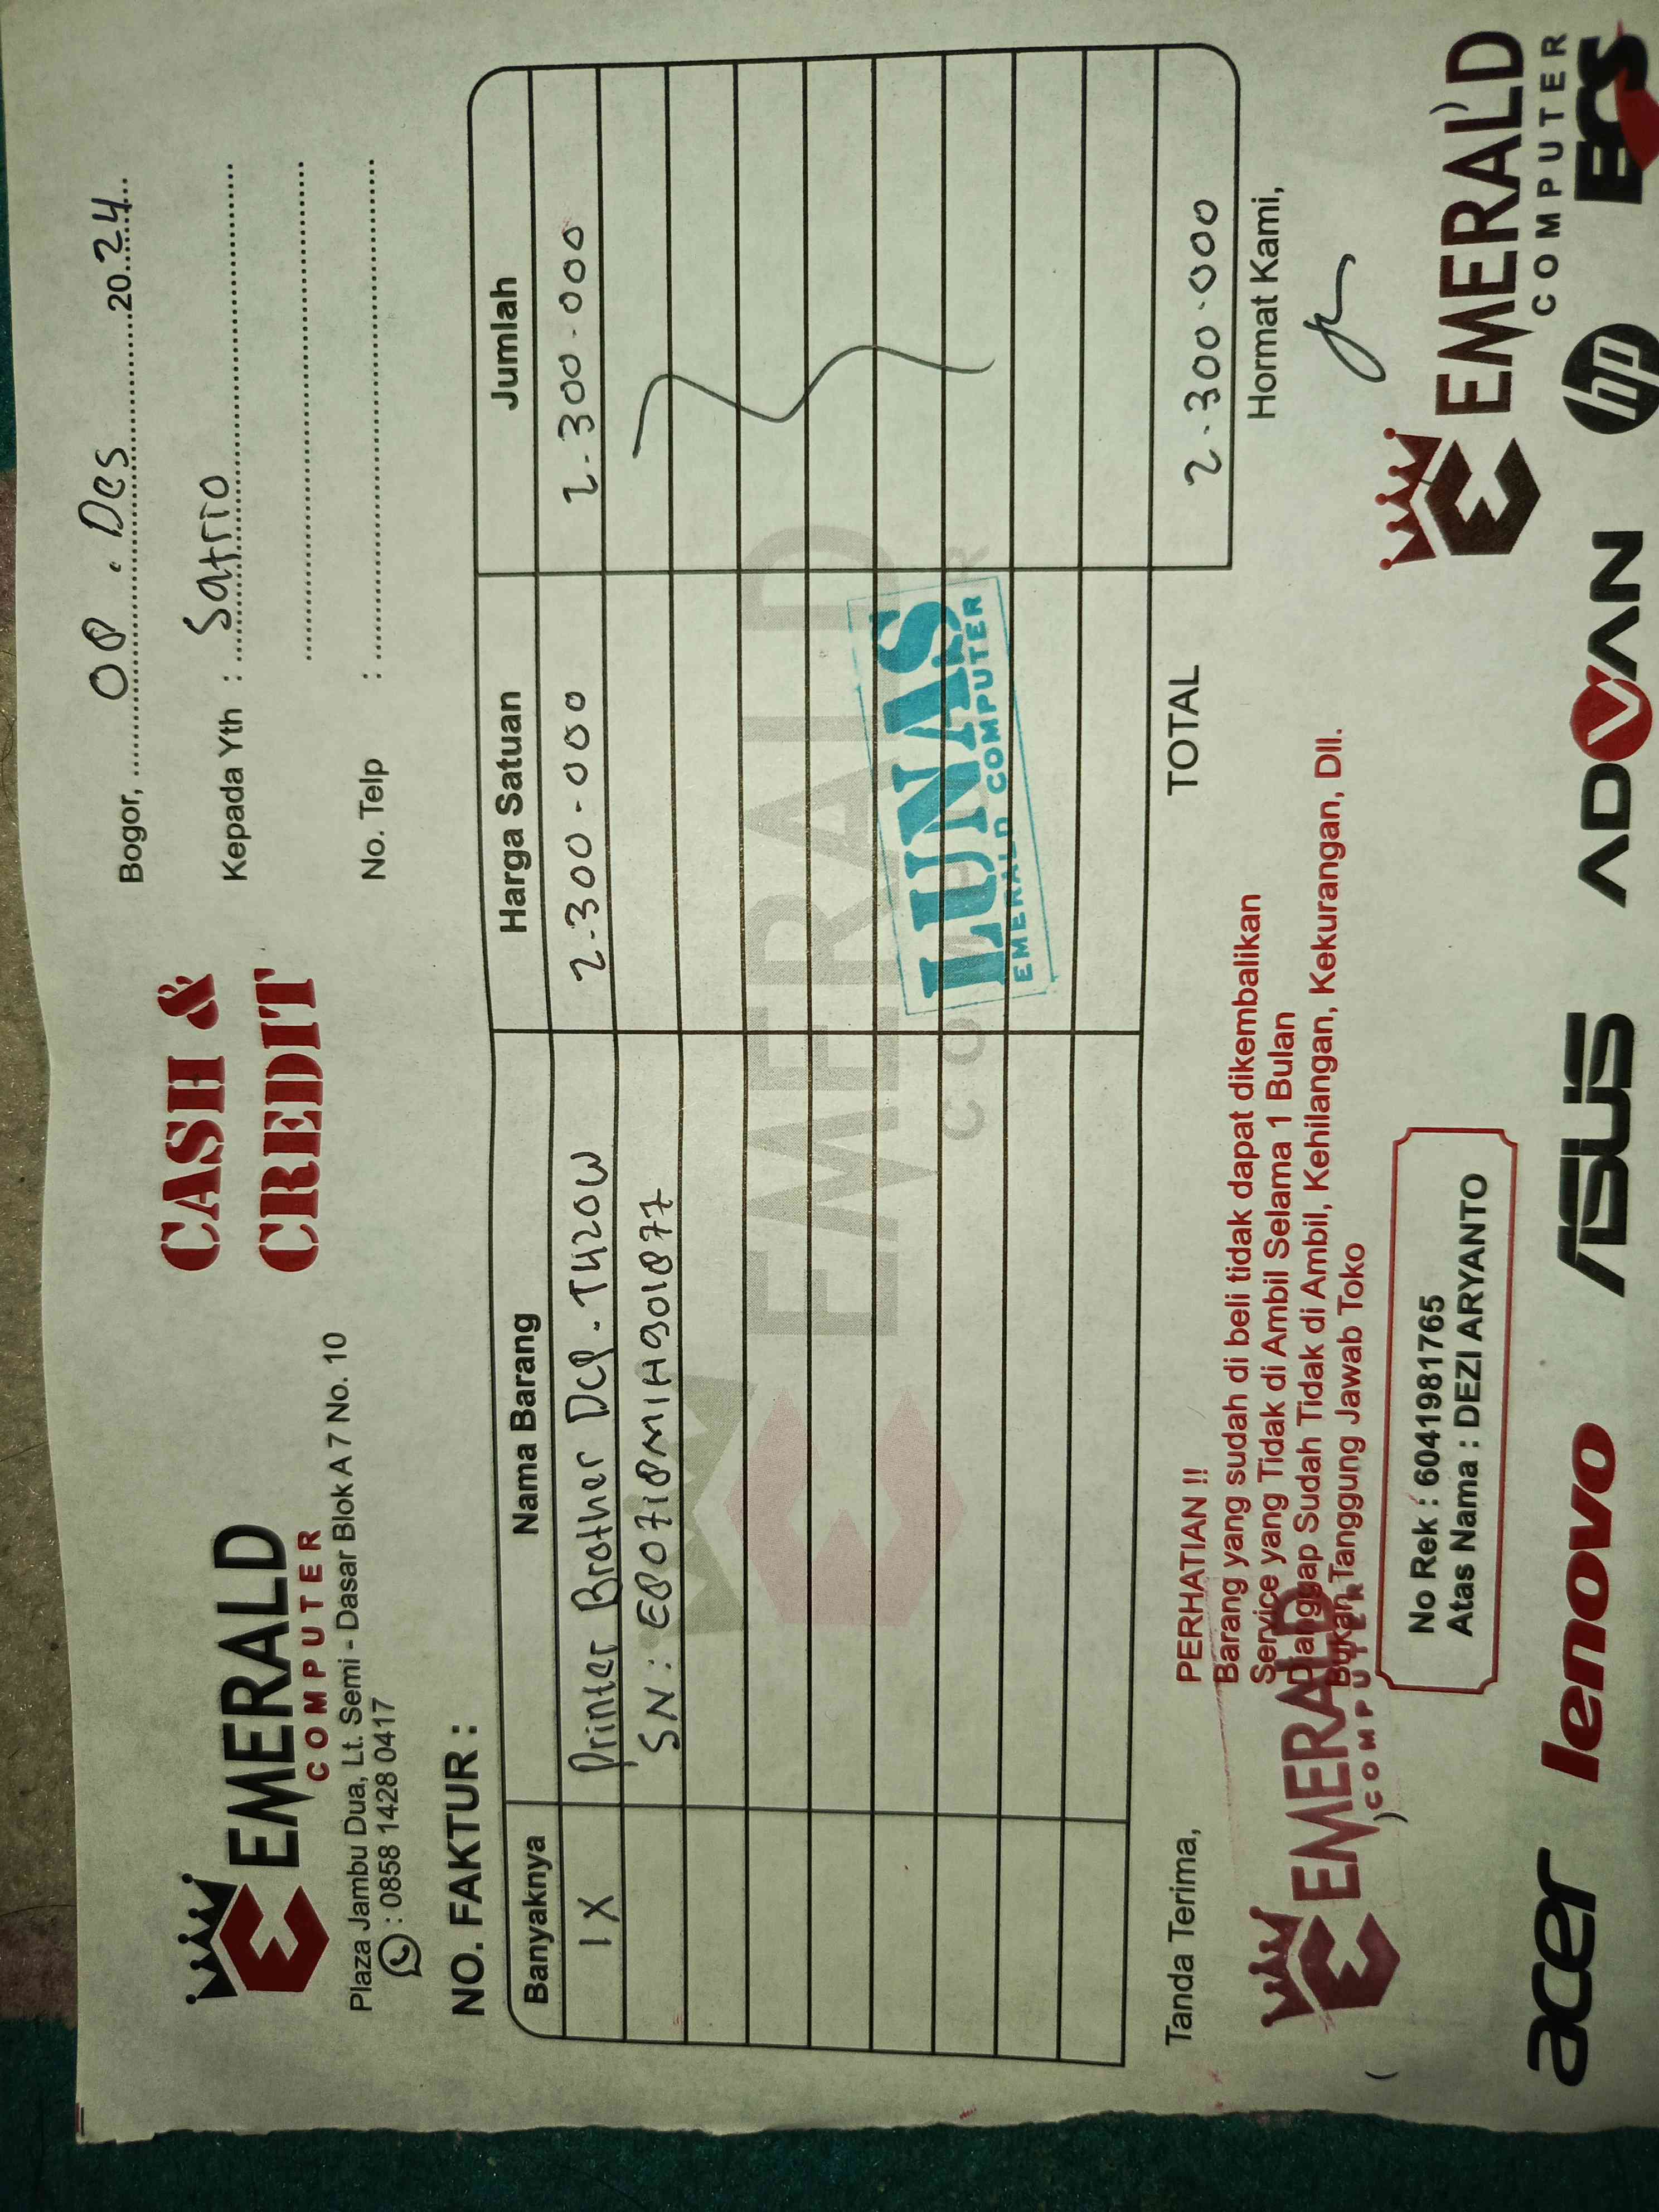 EMERALD
COMPUTER
Plaza Jambu Dua, Lt. Semi - Dasar Blok A 7 No. 10
: 0858 1428 0417
CASH &
CREDIT
Bogor, 08 . Des 2024
Kepada Yth : Satrio
No. Telp :
NO. FAKTUR :
Banyaknya Nama Barang Harga Satuan Jumlah
1 X Printer Brother DCP - T420W 2.300.000 2.300.000
SN : E80718M1H901877
EMERALD
LUNAS
EMERALD COMPUTER
TOTAL 2.300.000
Tanda Terima,
Hormat Kami,
PERHATIAN !!
Barang yang sudah di beli tidak dapat dikembalikan
Service yang Tidak di Ambil Selama 1 Bulan
Dianggap Sudah Tidak di Ambil, Kehilangan, Kekurangan, Dll.
Bukan Tanggung Jawab Toko
EMERALD
COMPUTER
No Rek : 6041981765
Atas Nama : DEZI ARYANTO
EMERALD
COMPUTER
acer lenovo ASUS ADVAN hp ECS